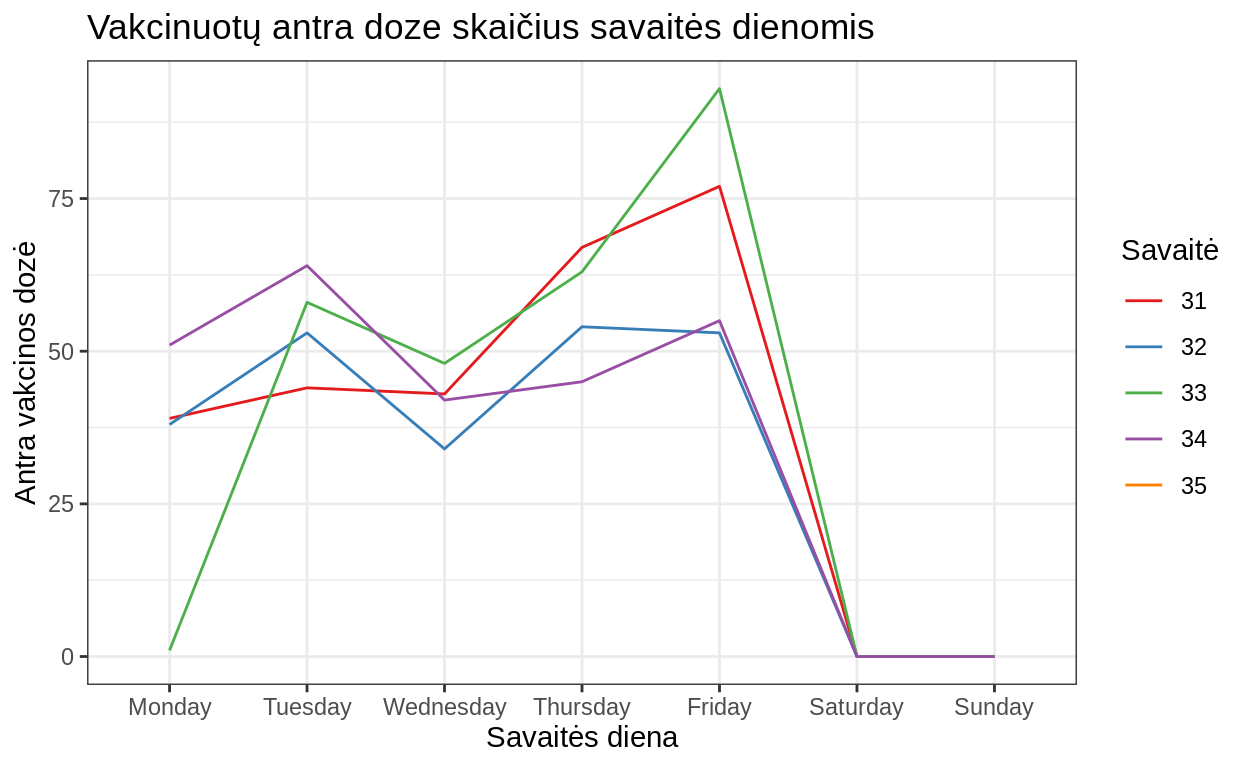 Vakcinuotų antra doze skaičius savaitės dienomis
Antra vakcinos dozė
75
50
25
0
Monday Tuesday Wednesday Thursday Friday Saturday Sunday
Savaitės diena
Savaitė
31
32
33
34
35